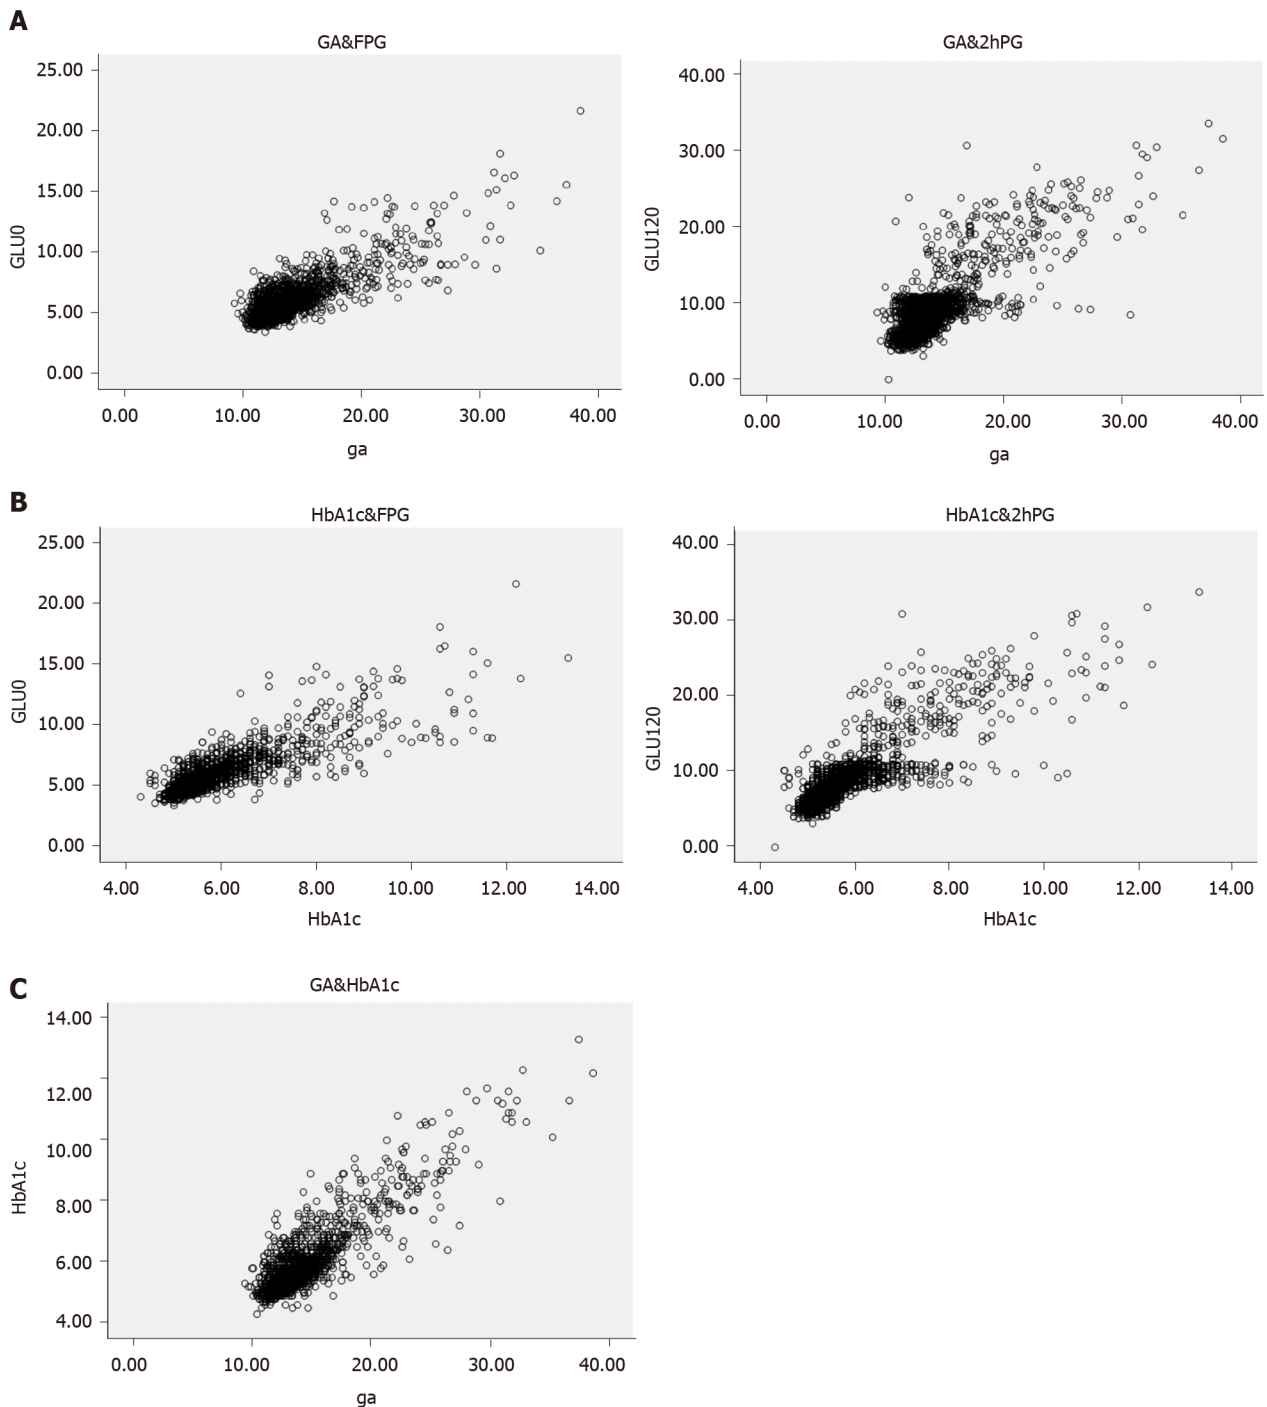 A
GA&FPG
25.00
20.00
15.00
10.00
5.00
0.00
GLU0
0.00 10.00 20.00 30.00 40.00
ga
GA&2hPG
40.00
30.00
20.00
10.00
0.00
GLU120
0.00 10.00 20.00 30.00 40.00
ga
B
HbA1c&FPG
25.00
20.00
15.00
10.00
5.00
0.00
GLU0
4.00 6.00 8.00 10.00 12.00 14.00
HbA1c
HbA1c&2hPG
40.00
30.00
20.00
10.00
0.00
GLU120
4.00 6.00 8.00 10.00 12.00 14.00
HbA1c
C
GA&HbA1c
14.00
12.00
10.00
8.00
6.00
4.00
HbA1c
0.00 10.00 20.00 30.00 40.00
ga